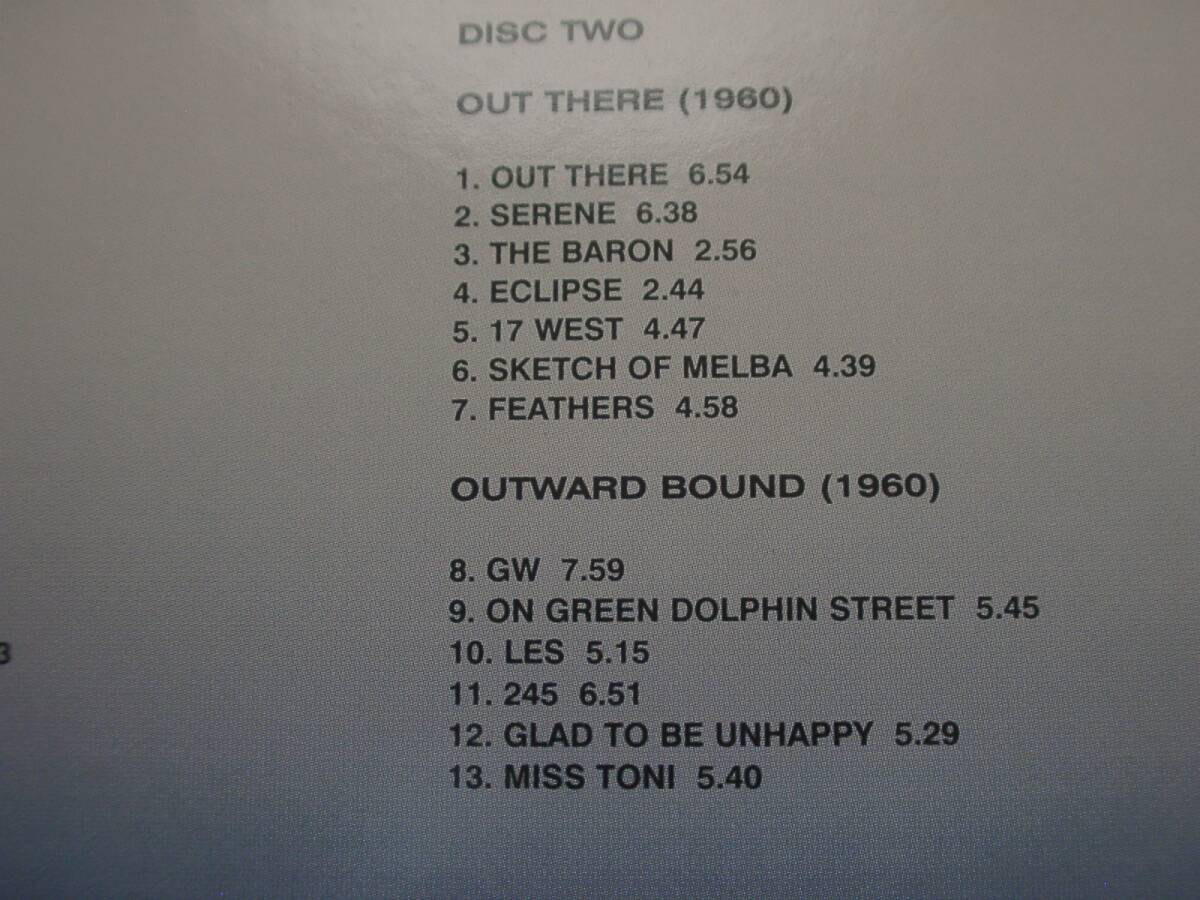 DISC TWO
OUT THERE (1960)
1. OUT THERE 6.54
2. SERENE 6.38
3. THE BARON 2.56
4. ECLIPSE 2.44
5. 17 WEST 4.47
6. SKETCH OF MELBA 4.39
7. FEATHERS 4.58
OUTWARD BOUND (1960)
8. GW 7.59
9. ON GREEN DOLPHIN STREET 5.45
3
10. LES 5.15
11. 245 6.51
12. GLAD TO BE UNHAPPY 5.29
13. MISS TONI 5.40